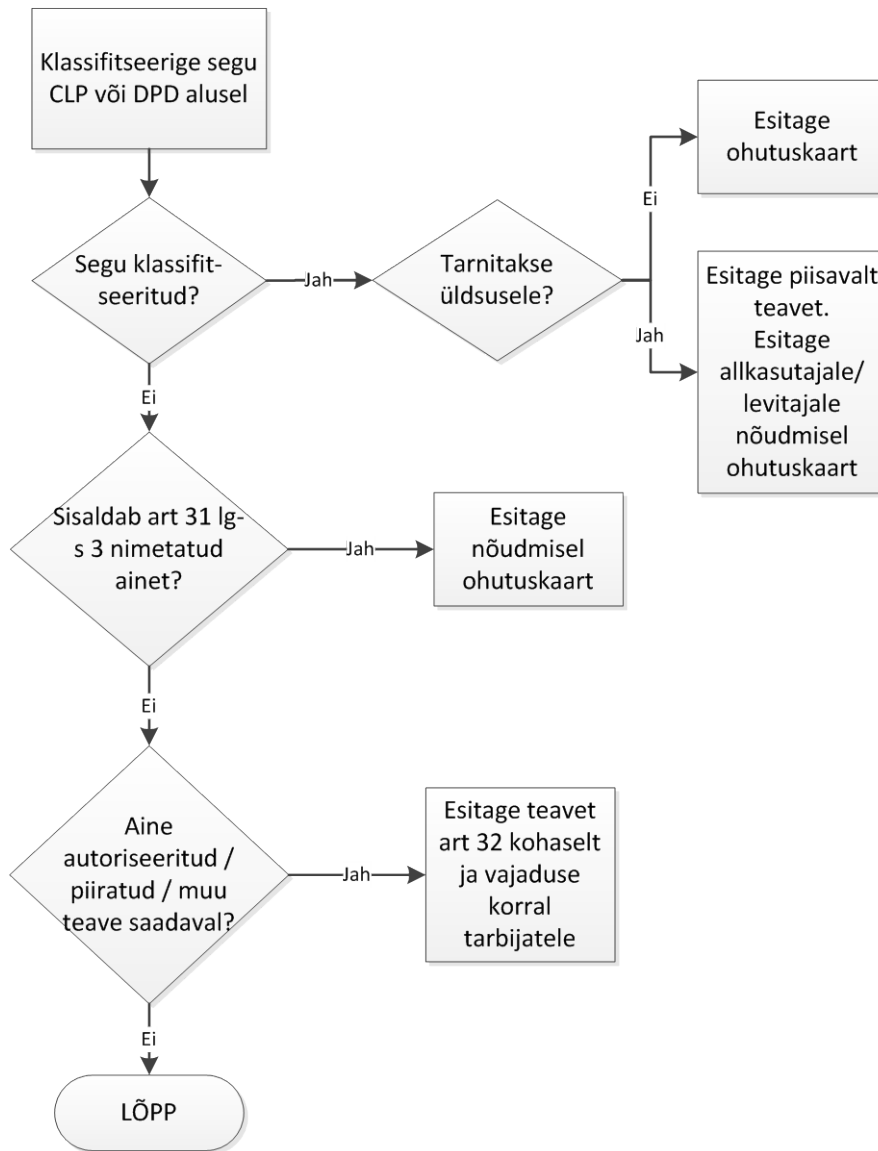 Klassifitseerige segu
CLP või DPD alusel
Esitage
ohutuskaart
Ei
Segu klassifit-
seeritud?
Jah
Tarnitakse
üldsusele?
Jah
Esitage piisavalt
teavet.
Esitage
allkasutajale/
levitajale
nõudmisel
ohutuskaart
Ei
Sisaldab art 31 lg-
s 3 nimetatud
ainet?
Jah
Esitage
nõudmisel
ohutuskaart
Ei
Aine
autoriseeritud /
piiratud / muu
teave saadaval?
Jah
Esitage teavet
art 32 kohaselt
ja vajaduse
korral
tarbijatele
Ei
LÕPP